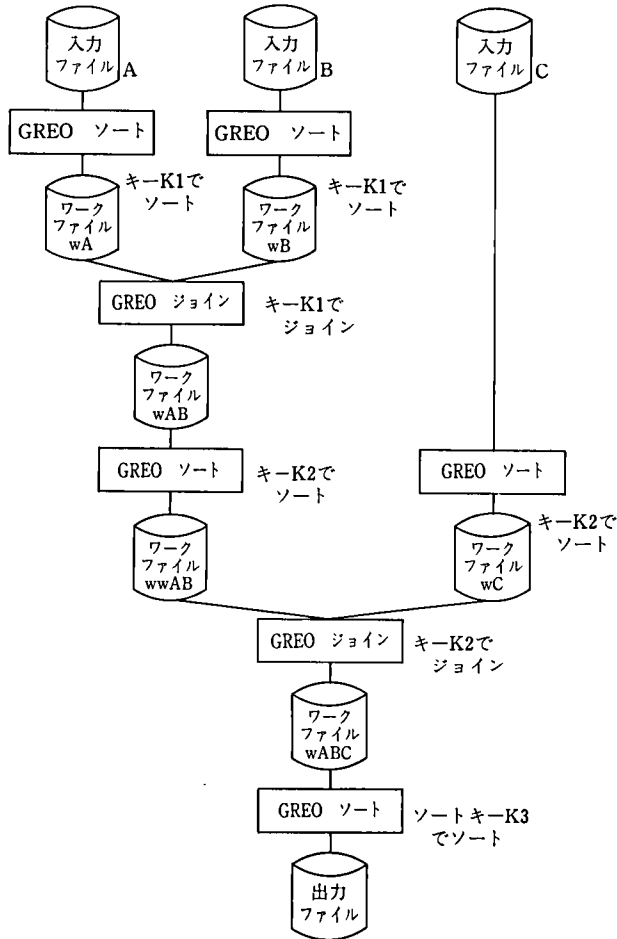 入力
ファイル A
入力
ファイル B
入力
ファイル C
GREO ソート
GREO ソート
キーK1で
ソート
キーK1で
ソート
ワーク
ファイル
wA
ワーク
ファイル
wB
GREO ジョイン
キーK1で
ジョイン
ワーク
ファイル
wAB
GREO ソート
キーK2で
ソート
GREO ソート
キーK2で
ソート
ワーク
ファイル
wwAB
ワーク
ファイル
wC
GREO ジョイン
キーK2で
ジョイン
ワーク
ファイル
wABC
GREO ソート
ソートキーK3
でソート
出力
ファイル